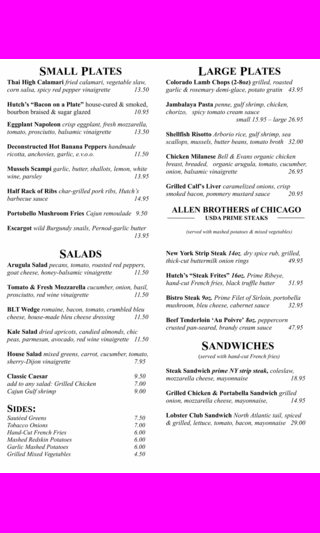 SMALL PLATES
Thai High Calamari fried calamari, vegetable slaw,
corn salsa, spicy red pepper vinaigrette 13.50
Hutch's "Bacon on a Plate" house-cured & smoked,
bourbon braised & sugar glazed 10.95
Eggplant Napoleon crisp eggplant, fresh mozzarella,
tomato, prosciutto, balsamic vinaigrette 13.50
Deconstructed Hot Banana Peppers handmade
ricotta, anchovies, garlic, e.v.o.o. 11.50
Mussels Scampi garlic, butter, shallots, lemon, white
wine, parsley 13.95
Half Rack of Ribs char-grilled pork ribs, Hutch's
barbecue sauce 14.95
Portobello Mushroom Fries Cajun remoulade 9.50
Escargot wild Burgundy snails, Pernod-garlic butter
13.95
SALADS
Arugula Salad pecans, tomato, roasted red peppers,
goat cheese, honey-balsamic vinaigrette 11.50
Tomato & Fresh Mozzarella cucumber, onion, basil,
prosciutto, red wine vinaigrette 11.50
BLT Wedge romaine, bacon, tomato, crumbled bleu
cheese, house-made bleu cheese dressing 11.50
Kale Salad dried apricots, candied almonds, chic
peas, parmesan, avocado, red wine vinaigrette 11.50
House Salad mixed greens, carrot, cucumber, tomato,
sherry-Dijon vinaigrette 7.95
Classic Caesar 9.50
add to any salad: Grilled Chicken 7.00
Cajun Gulf shrimp 9.00
SIDES:
Sautéed Greens 7.50
Tobacco Onions 7.00
Hand-Cut French Fries 6.00
Mashed Redskin Potatoes 6.00
Garlic Mashed Potatoes 6.00
Grilled Mixed Vegetables 4.50
LARGE PLATES
Colorado Lamb Chops (2-8oz) grilled, roasted
garlic & rosemary demi-glace, potato gratin 43.95
Jambalaya Pasta penne, gulf shrimp, chicken,
chorizo, spicy tomato cream sauce
small 15.95 – large 26.95
Shellfish Risotto Arborio rice, gulf shrimp, sea
scallops, mussels, butter beans, tomato broth 32.00
Chicken Milanese Bell & Evans organic chicken
breast, breaded, organic arugula, tomato, cucumber,
onion, balsamic vinaigrette 26.95
Grilled Calf's Liver caramelized onions, crisp
smoked bacon, pommery mustard sauce 20.95
ALLEN BROTHERS of CHICAGO
USDA PRIME STEAKS
(served with mashed potatoes & mixed vegetables)
New York Strip Steak 14oz, dry spice rub, grilled,
thick-cut buttermilk onion rings 49.95
Hutch's "Steak Frites" 16oz, Prime Ribeye,
hand-cut French fries, black truffle butter 51.95
Bistro Steak 9oz, Prime Filet of Sirloin, portobella
mushroom, bleu cheese, cabernet sauce 32.95
Beef Tenderloin 'Au Poivre' 8oz, peppercorn
crusted pan-seared, brandy cream sauce 47.95
SANDWICHES
(served with hand-cut French Fries)
Steak Sandwich prime NY strip steak, coleslaw,
mozzarella cheese, mayonnaise 18.95
Grilled Chicken & Portabella Sandwich grilled
onion, mozzarella cheese, mayonnaise, 14.95
Lobster Club Sandwich North Atlantic tail, spiced
& grilled, lettuce, tomato, bacon, mayonnaise 29.00